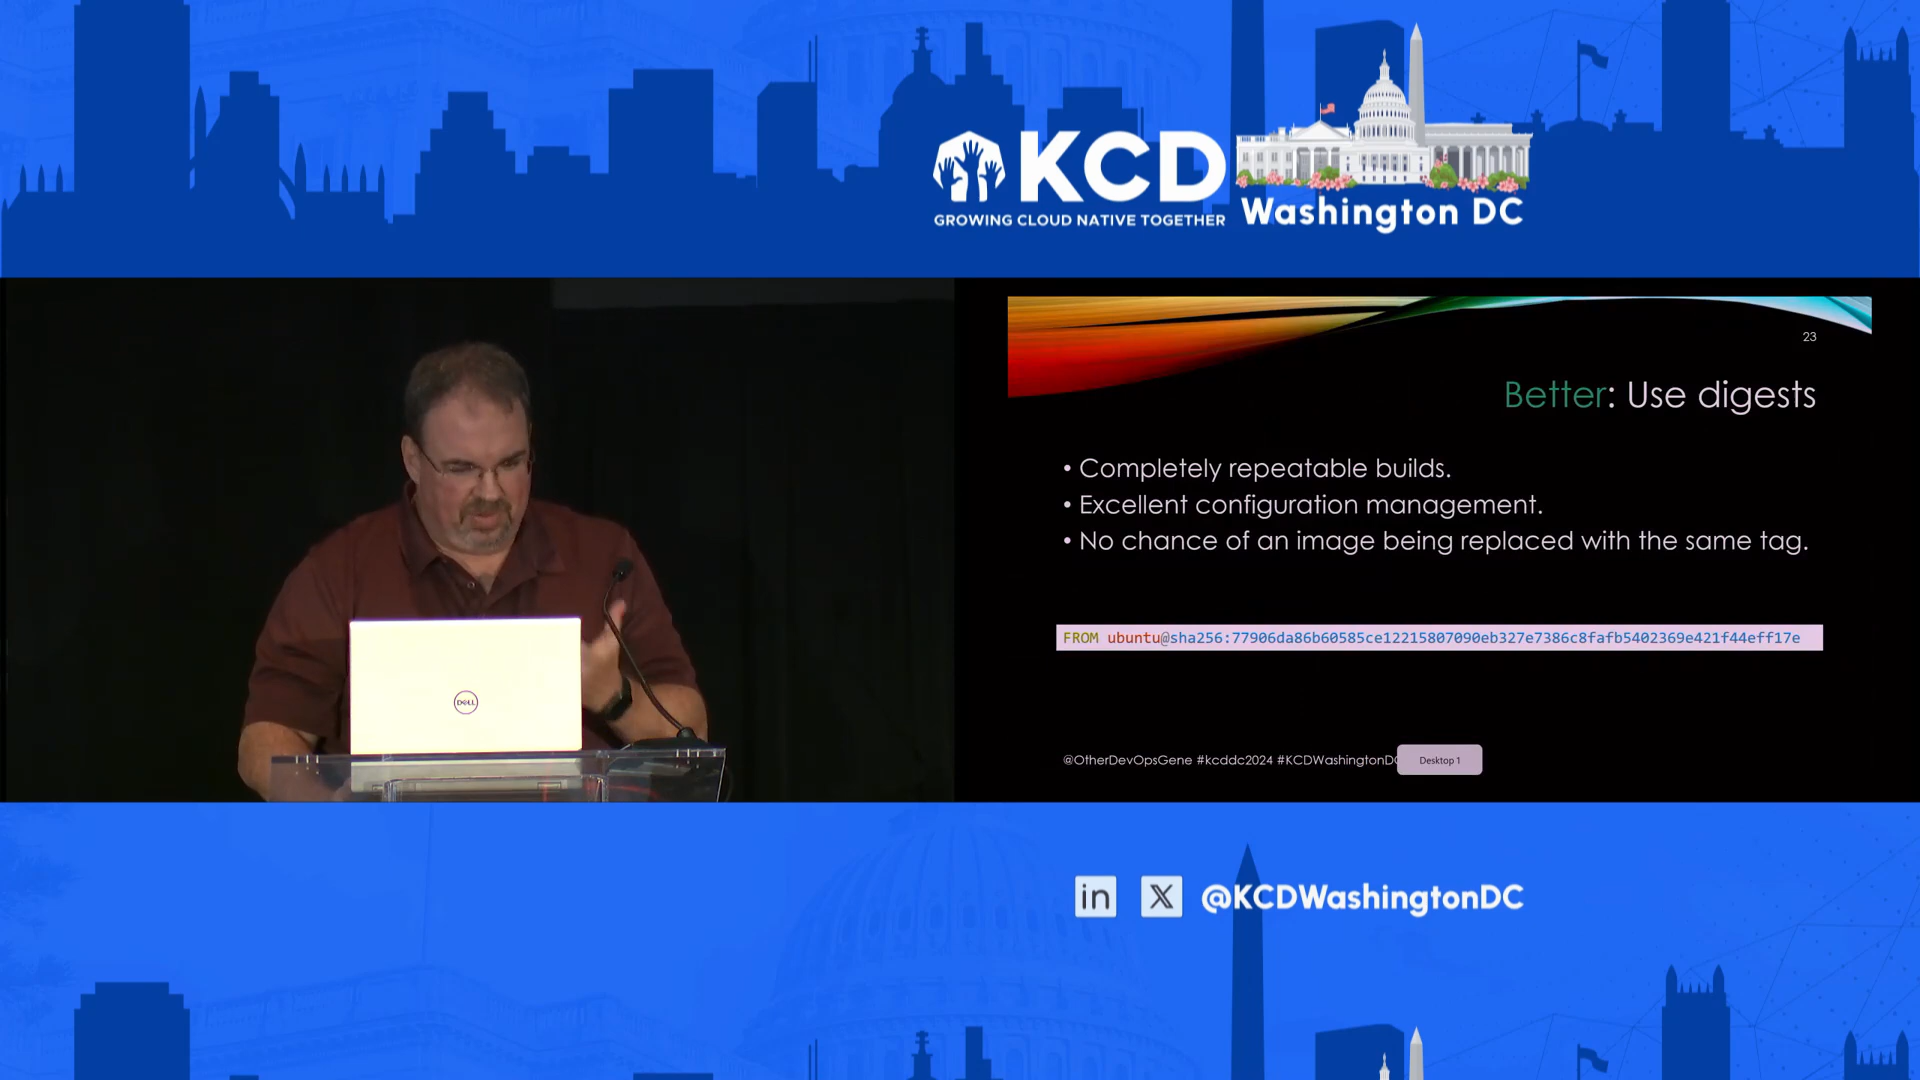 KCD
GROWING CLOUD NATIVE TOGETHER
Washington DC
23
Better: Use digests
• Completely repeatable builds.
• Excellent configuration management.
• No chance of an image being replaced with the same tag.
FROM ubuntu@sha256:77906da86b60585ce12215807090eb327e7386c8fafb5402369e421f44eff17e
@OtherDevOpsGene #kcddc2024 #KCDWashingtonDC
Desktop 1
DELL
in X @KCDWashingtonDC